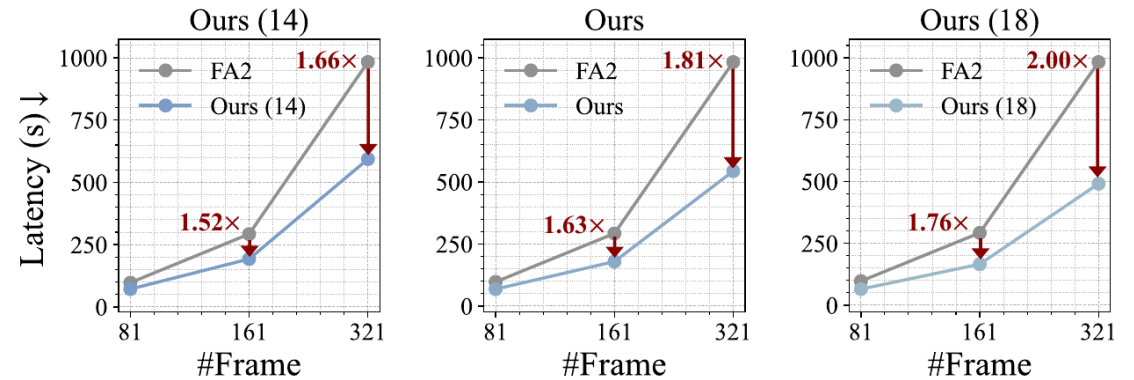 Ours (14)
Latency (s) ↓
1000
750
500
250
0
FA2
Ours (14)
1.66×
1.52×
81
161
321
#Frame
Ours
1000
750
500
250
0
FA2
Ours
1.81×
1.63×
81
161
321
#Frame
Ours (18)
1000
750
500
250
0
FA2
Ours (18)
2.00×
1.76×
81
161
321
#Frame